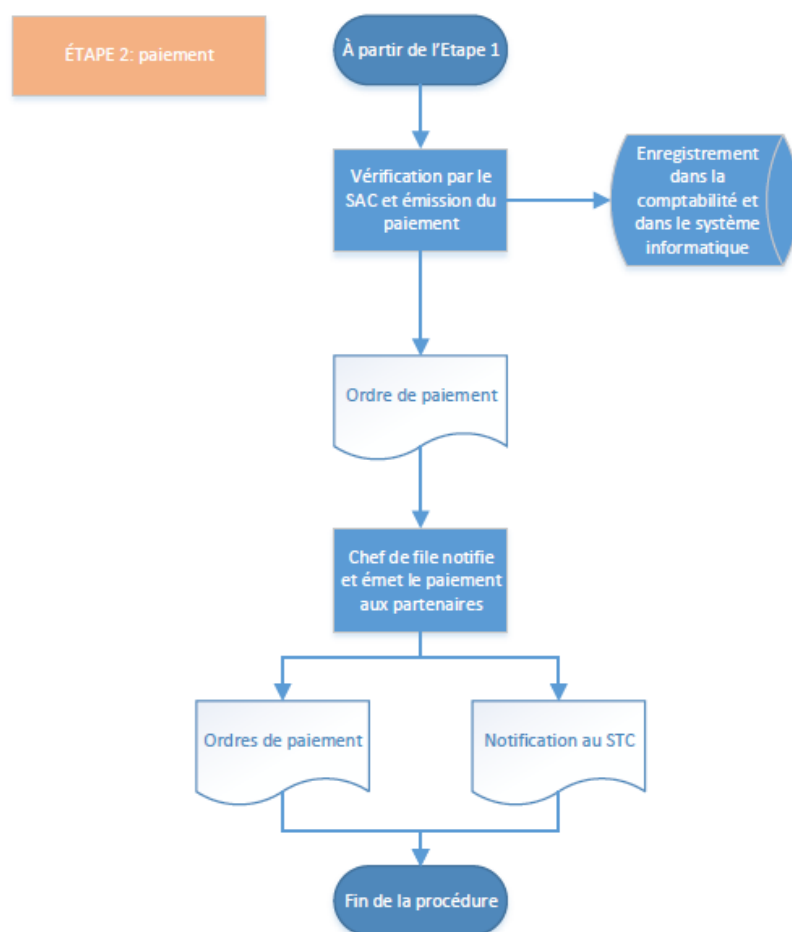 ÉTAPE 2: paiement
À partir de l’Etape 1
Vérification par le
SAC et émission du
paiement
Enregistrement
dans la
comptabilité et
dans le système
informatique
Ordre de paiement
Chef de file notifie
et émet le paiement
aux partenaires
Ordres de paiement
Notification au STC
Fin de la procédure